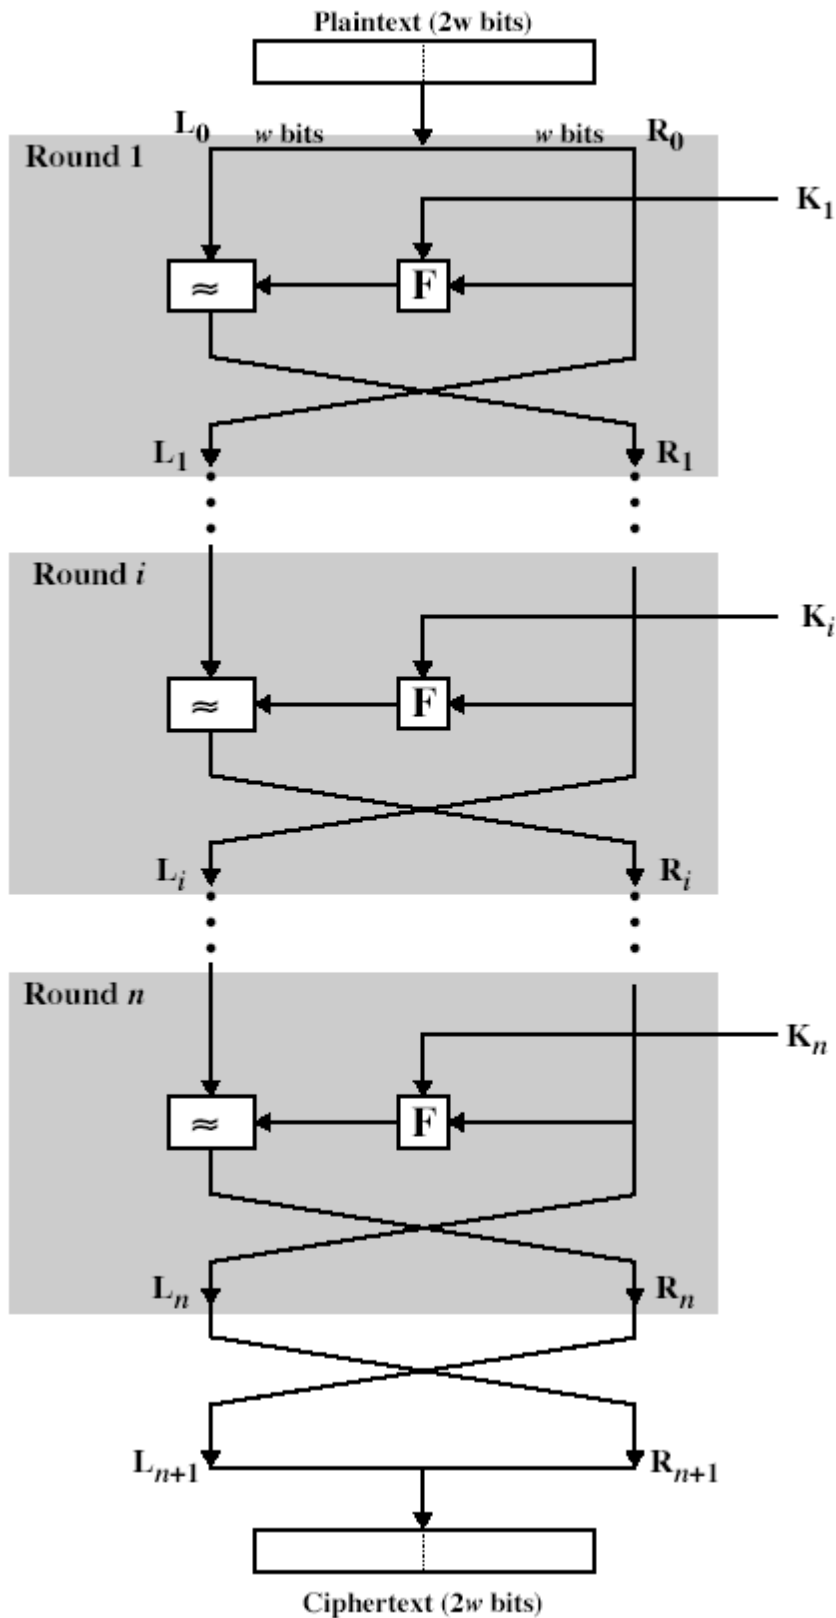 Plaintext (2w bits)
L0 w bits w bits R0
Round 1
K1
≈ F
L1 R1
Round i
Ki
≈ F
Li Ri
Round n
Kn
≈ F
Ln Rn
Ln+1 Rn+1
Ciphertext (2w bits)